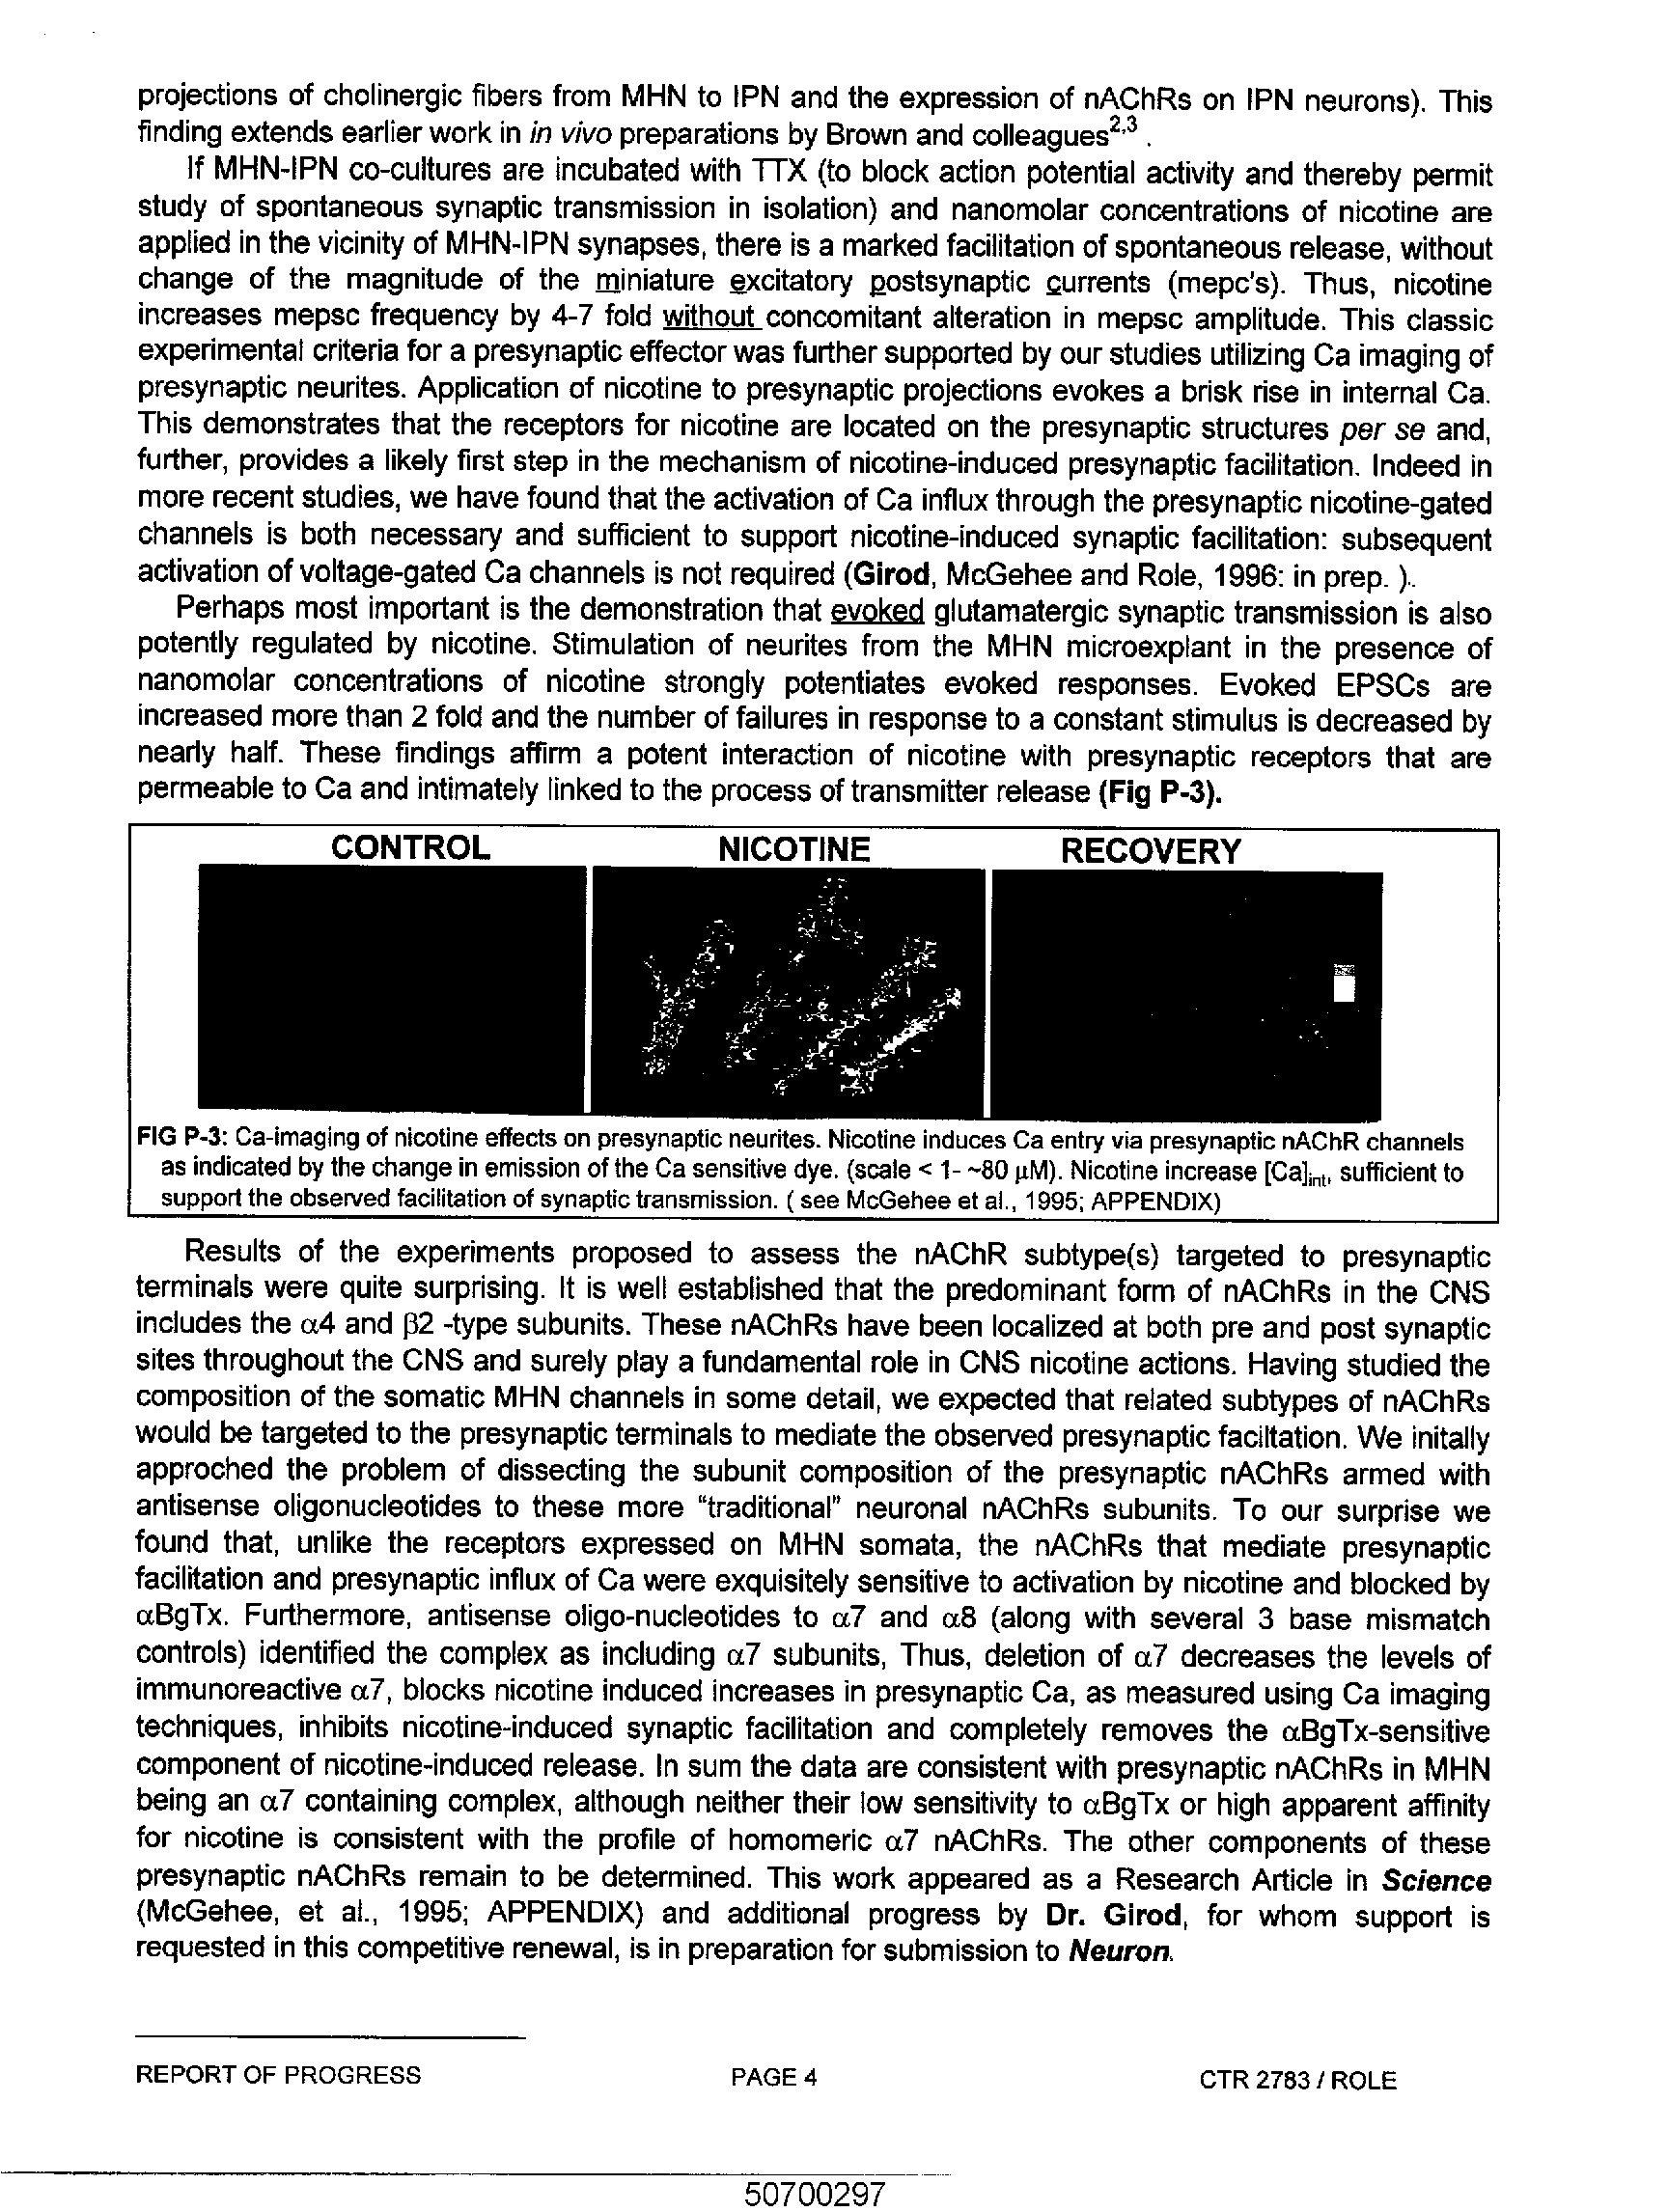 projections of cholinergic fibers from MHN to IPN and the expression of nAChRs on IPN neurons). This
finding extends earlier work in in vivo preparations by Brown and colleagues2,3 .
If MHN-IPN co-cultures are incubated with TTX (to block action potential activity and thereby permit
study of spontaneous synaptic transmission in isolation) and nanomolar concentrations of nicotine are
applied in the vicinity of MHN-IPN synapses, there is a marked facilitation of spontaneous release, without
change of the magnitude of the miniature excitatory postsynaptic currents (mepc's). Thus, nicotine
increases mepsc frequency by 4-7 fold without concomitant alteration in mepsc amplitude. This classic
experimental criteria for a presynaptic effector was further supported by our studies utilizing Ca imaging of
presynaptic neurites. Application of nicotine to presynaptic projections evokes a brisk rise in internal Ca.
This demonstrates that the receptors for nicotine are located on the presynaptic structures per se and,
further, provides a likely first step in the mechanism of nicotine-induced presynaptic facilitation. Indeed in
more recent studies, we have found that the activation of Ca influx through the presynaptic nicotine-gated
channels is both necessary and sufficient to support nicotine-induced synaptic facilitation: subsequent
activation of voltage-gated Ca channels is not required (Girod, McGehee and Role, 1996: in prep. ).
Perhaps most important is the demonstration that evoked glutamatergic synaptic transmission is also
potently regulated by nicotine. Stimulation of neurites from the MHN microexplant in the presence of
nanomolar concentrations of nicotine strongly potentiates evoked responses. Evoked EPSCs are
increased more than 2 fold and the number of failures in response to a constant stimulus is decreased by
nearly half. These findings affirm a potent interaction of nicotine with presynaptic receptors that are
permeable to Ca and intimately linked to the process of transmitter release (Fig P-3).
CONTROL NICOTINE RECOVERY
FIG P-3: Ca-imaging of nicotine effects on presynaptic neurites. Nicotine induces Ca entry via presynaptic nAChR channels
as indicated by the change in emission of the Ca sensitive dye. (scale < 1- ~80 µM). Nicotine increase [Ca]int, sufficient to
support the observed facilitation of synaptic transmission. ( see McGehee et al., 1995; APPENDIX)
Results of the experiments proposed to assess the nAChR subtype(s) targeted to presynaptic
terminals were quite surprising. It is well established that the predominant form of nAChRs in the CNS
includes the α4 and β2 -type subunits. These nAChRs have been localized at both pre and post synaptic
sites throughout the CNS and surely play a fundamental role in CNS nicotine actions. Having studied the
composition of the somatic MHN channels in some detail, we expected that related subtypes of nAChRs
would be targeted to the presynaptic terminals to mediate the observed presynaptic faciltation. We initally
approched the problem of dissecting the subunit composition of the presynaptic nAChRs armed with
antisense oligonucleotides to these more “traditional” neuronal nAChRs subunits. To our surprise we
found that, unlike the receptors expressed on MHN somata, the nAChRs that mediate presynaptic
facilitation and presynaptic influx of Ca were exquisitely sensitive to activation by nicotine and blocked by
αBgTx. Furthermore, antisense oligo-nucleotides to α7 and α8 (along with several 3 base mismatch
controls) identified the complex as including α7 subunits, Thus, deletion of α7 decreases the levels of
immunoreactive α7, blocks nicotine induced increases in presynaptic Ca, as measured using Ca imaging
techniques, inhibits nicotine-induced synaptic facilitation and completely removes the αBgTx-sensitive
component of nicotine-induced release. In sum the data are consistent with presynaptic nAChRs in MHN
being an α7 containing complex, although neither their low sensitivity to αBgTx or high apparent affinity
for nicotine is consistent with the profile of homomeric α7 nAChRs. The other components of these
presynaptic nAChRs remain to be determined. This work appeared as a Research Article in Science
(McGehee, et al., 1995; APPENDIX) and additional progress by Dr. Girod, for whom support is
requested in this competitive renewal, is in preparation for submission to Neuron.
REPORT OF PROGRESS PAGE 4 CTR 2783 / ROLE
50700297